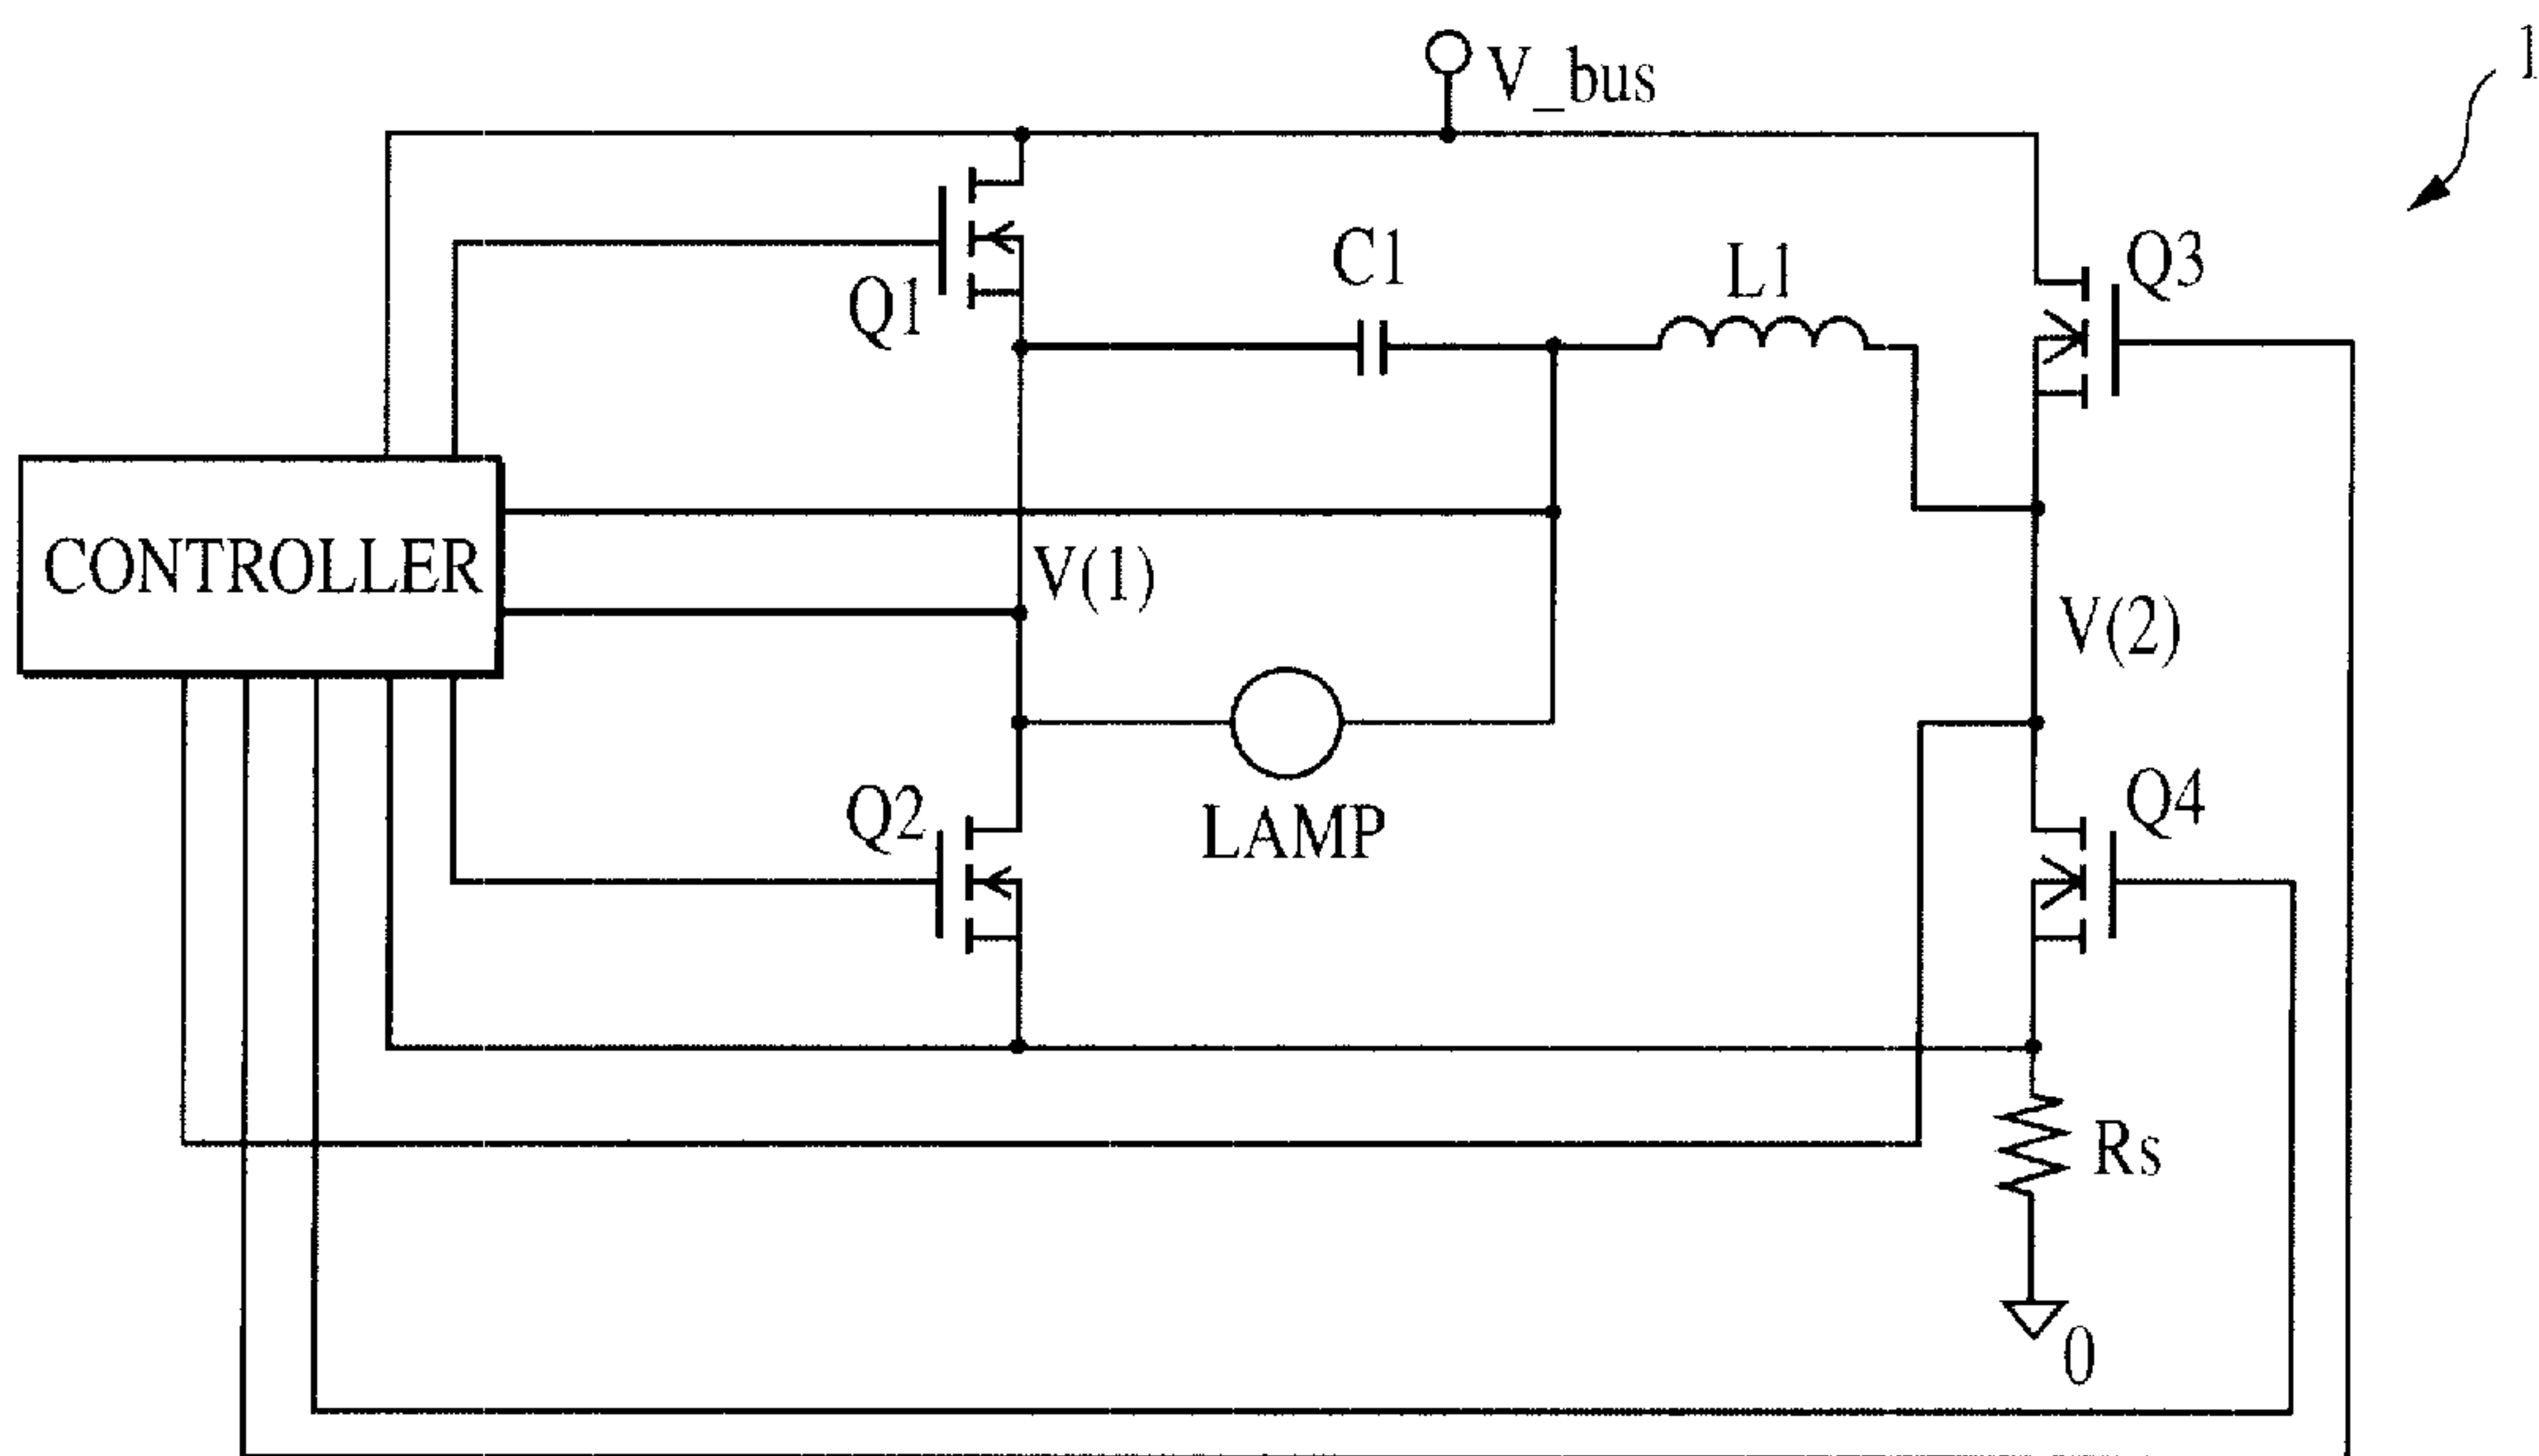 1
V_bus
Q1
C1
L1
Q3
CONTROLLER
V(1)
V(2)
Q2
LAMP
Q4
Rs
0